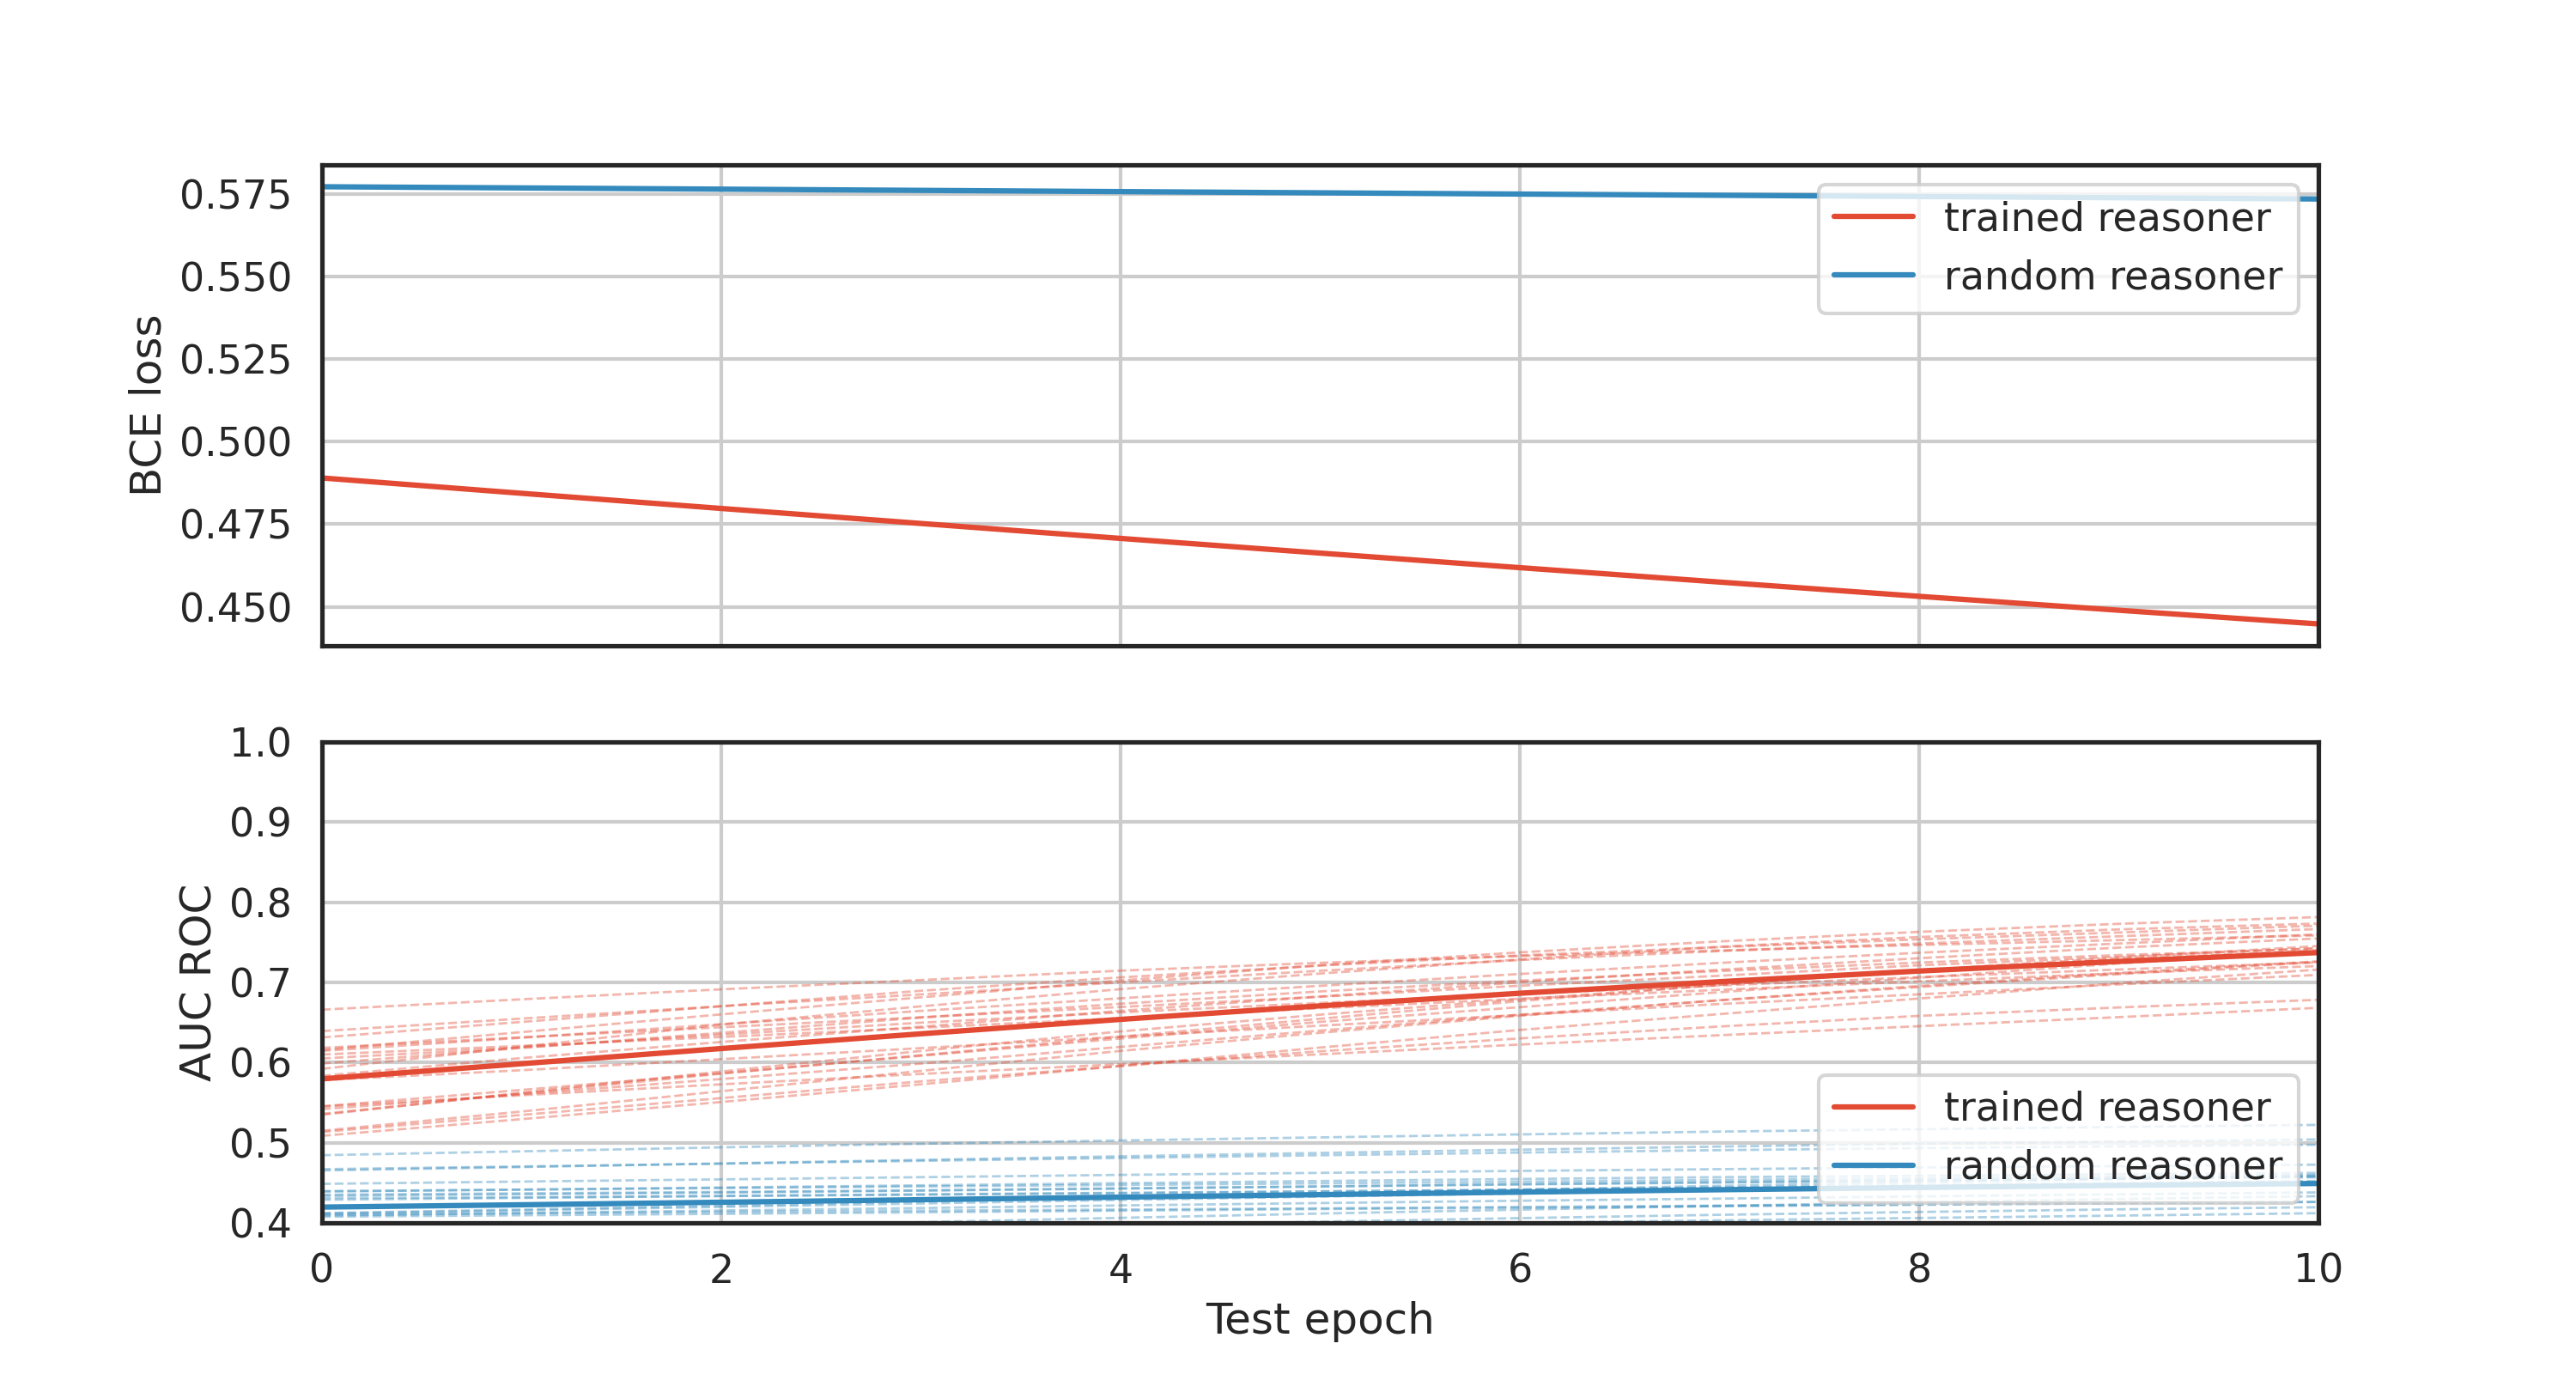 0.575
0.550
0.525
0.500
0.475
0.450
BCE loss
trained reasoner
random reasoner
1.0
0.9
0.8
0.7
0.6
0.5
0.4
AUC ROC
trained reasoner
random reasoner
0 2 4 6 8 10
Test epoch